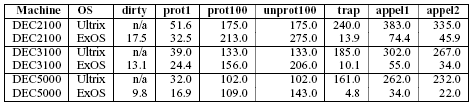 Machine OS dirty prot1 prot100 unprot100 trap appel1 appel2
DEC2100 Ultrix n/a 51.6 175.0 175.0 240.0 383.0 335.0
DEC2100 ExOS 17.5 32.5 213.0 275.0 13.9 74.4 45.9
DEC3100 Ultrix n/a 39.0 133.0 133.0 185.0 302.0 267.0
DEC3100 ExOS 13.1 24.4 156.0 206.0 10.1 55.0 34.0
DEC5000 Ultrix n/a 32.0 102.0 102.0 161.0 262.0 232.0
DEC5000 ExOS 9.8 16.9 109.0 143.0 4.8 34.0 22.0